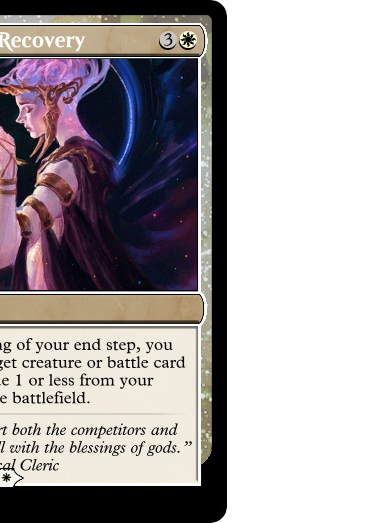 Recovery 3
ng of your end step, you
get creature or battle card
e 1 or less from your
e battlefield.
rt both the competitors and
ll with the blessings of gods.”
cal Cleric